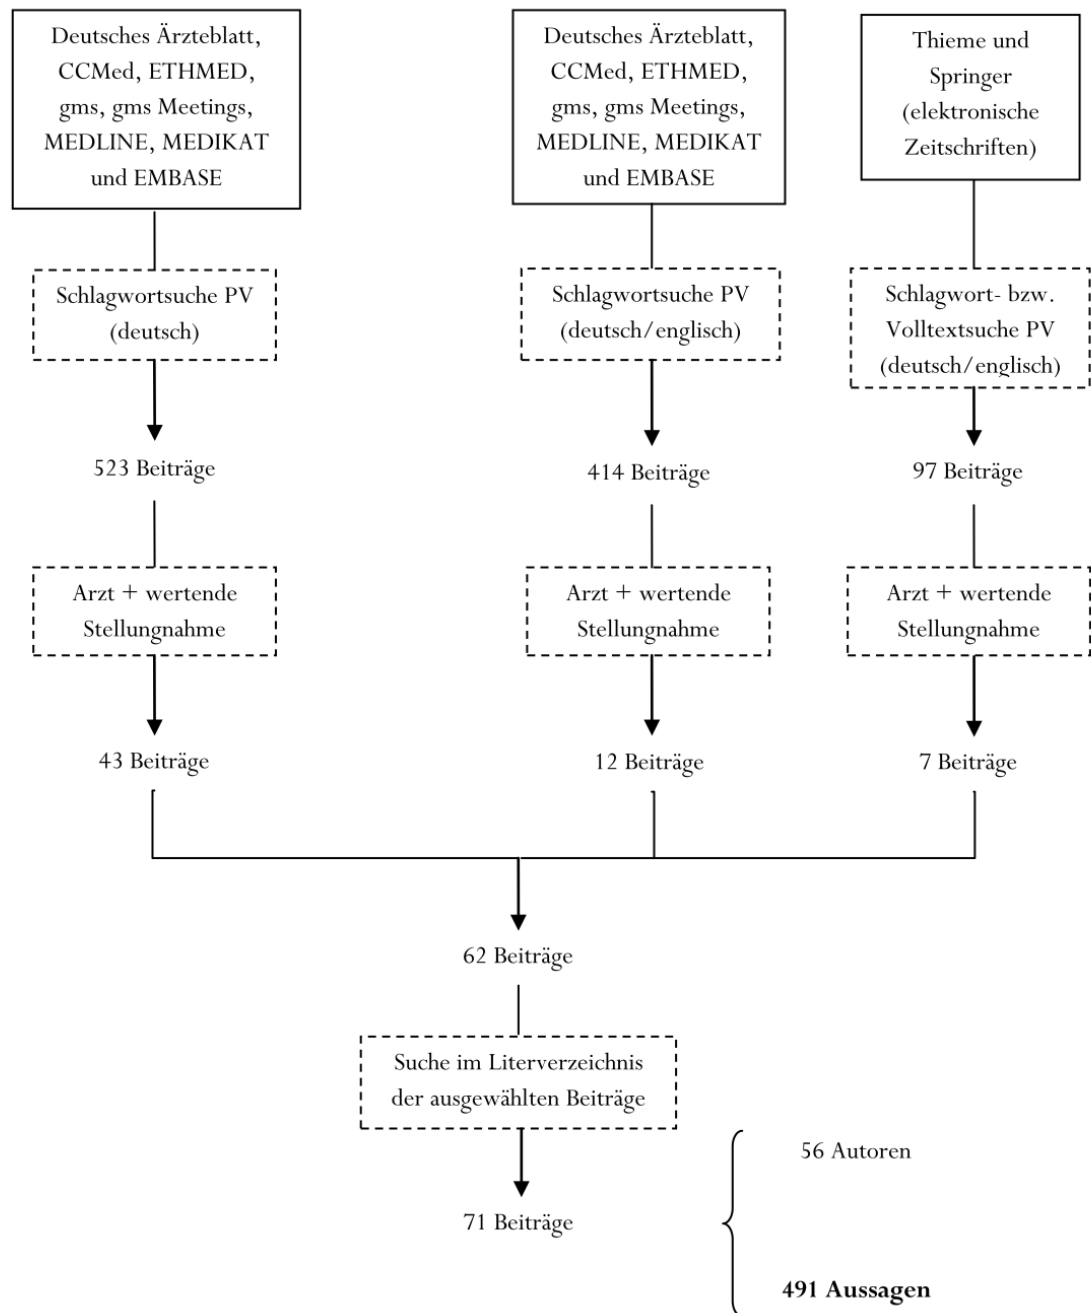 Deutsches Ärzteblatt,
CCMed, ETHMED,
gms, gms Meetings,
MEDLINE, MEDIKAT
und EMBASE
Deutsches Ärzteblatt,
CCMed, ETHMED,
gms, gms Meetings,
MEDLINE, MEDIKAT
und EMBASE
Thieme und
Springer
(elektronische
Zeitschriften)
Schlagwortsuche PV
(deutsch)
Schlagwortsuche PV
(deutsch/englisch)
Schlagwort- bzw.
Volltextsuche PV
(deutsch/englisch)
523 Beiträge
414 Beiträge
97 Beiträge
Arzt + wertende
Stellungnahme
Arzt + wertende
Stellungnahme
Arzt + wertende
Stellungnahme
43 Beiträge
12 Beiträge
7 Beiträge
62 Beiträge
Suche im Literverzeichnis
der ausgewählten Beiträge
71 Beiträge
56 Autoren
491 Aussagen